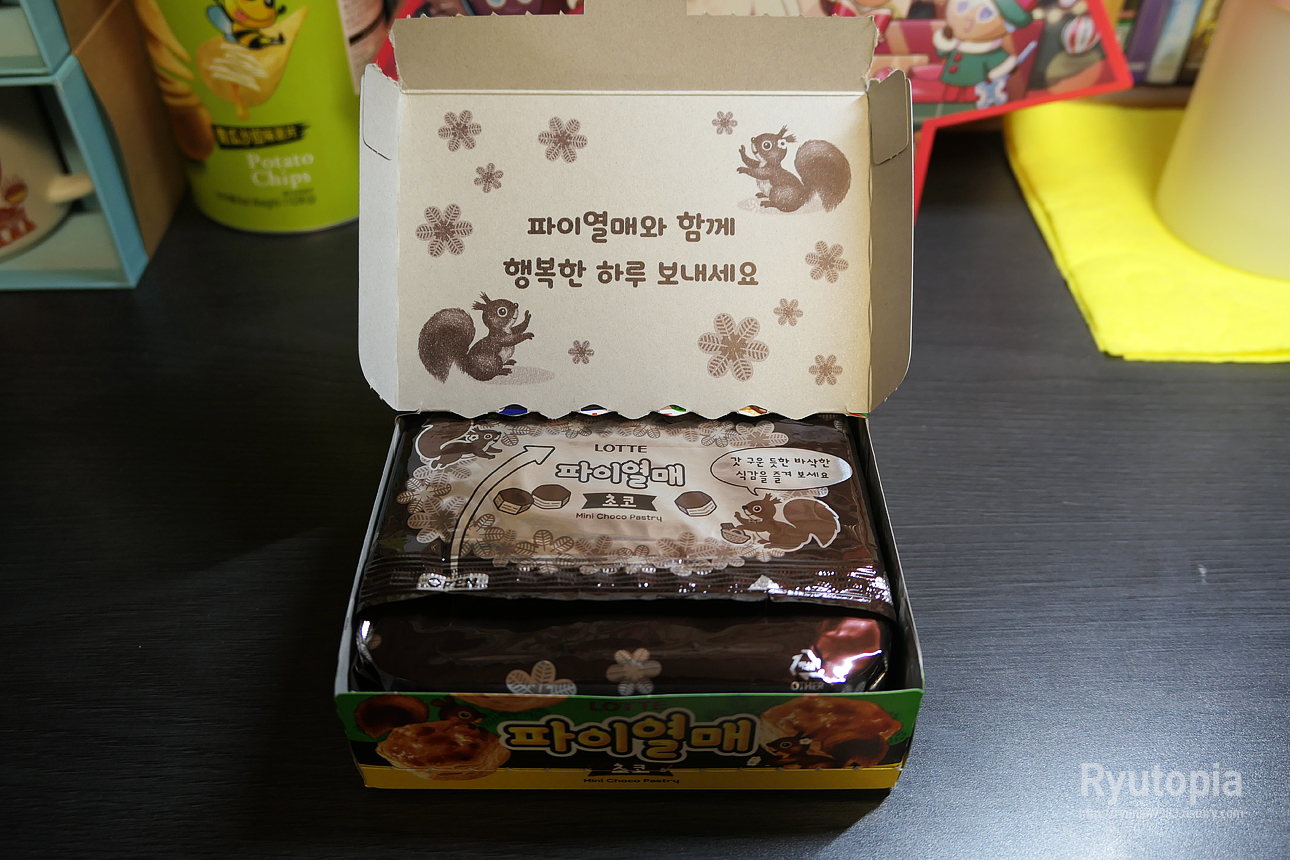 Potato
Chips
파이열매와 함께
행복한 하루 보내세요
LOTTE
파이열매
초코
Mini Choco Pastry
갓 구운 듯한 바삭한
식감을 즐겨 보세요
OPEN
OTHER
LOTTE
파이열매
초코
Mini Choco Pastry
Ryutopia